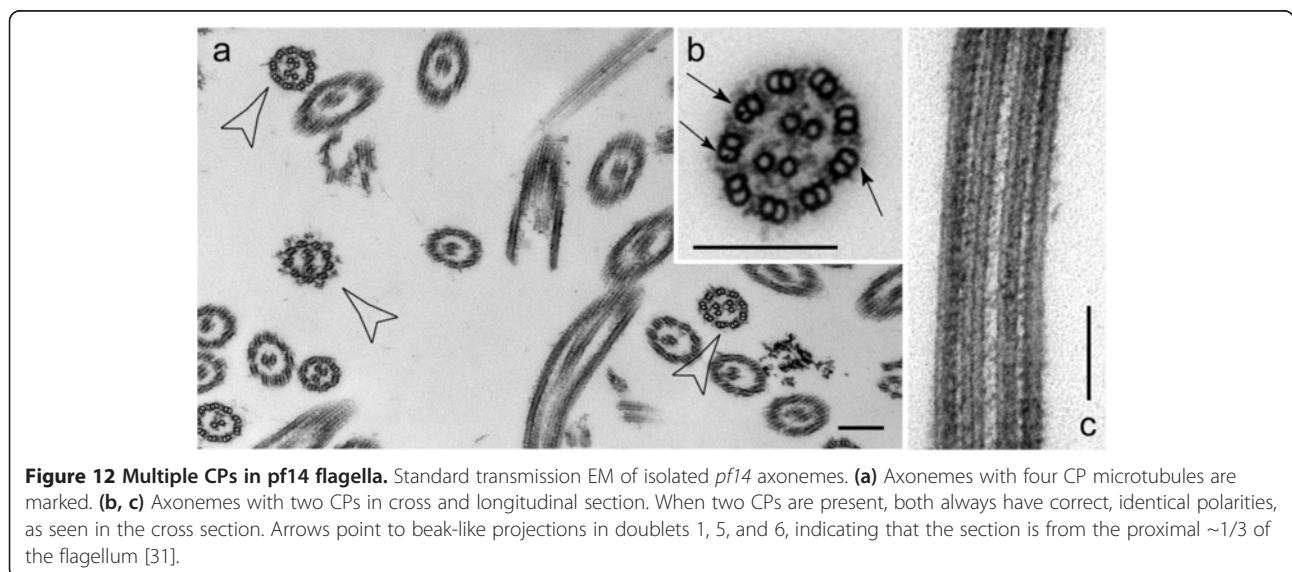 a
b
c
Figure 12 Multiple CPs in pf14 flagella. Standard transmission EM of isolated pf14 axonemes. (a) Axonemes with four CP microtubules are
marked. (b, c) Axonemes with two CPs in cross and longitudinal section. When two CPs are present, both always have correct, identical polarities,
as seen in the cross section. Arrows point to beak-like projections in doublets 1, 5, and 6, indicating that the section is from the proximal ~1/3 of
the flagellum [31].